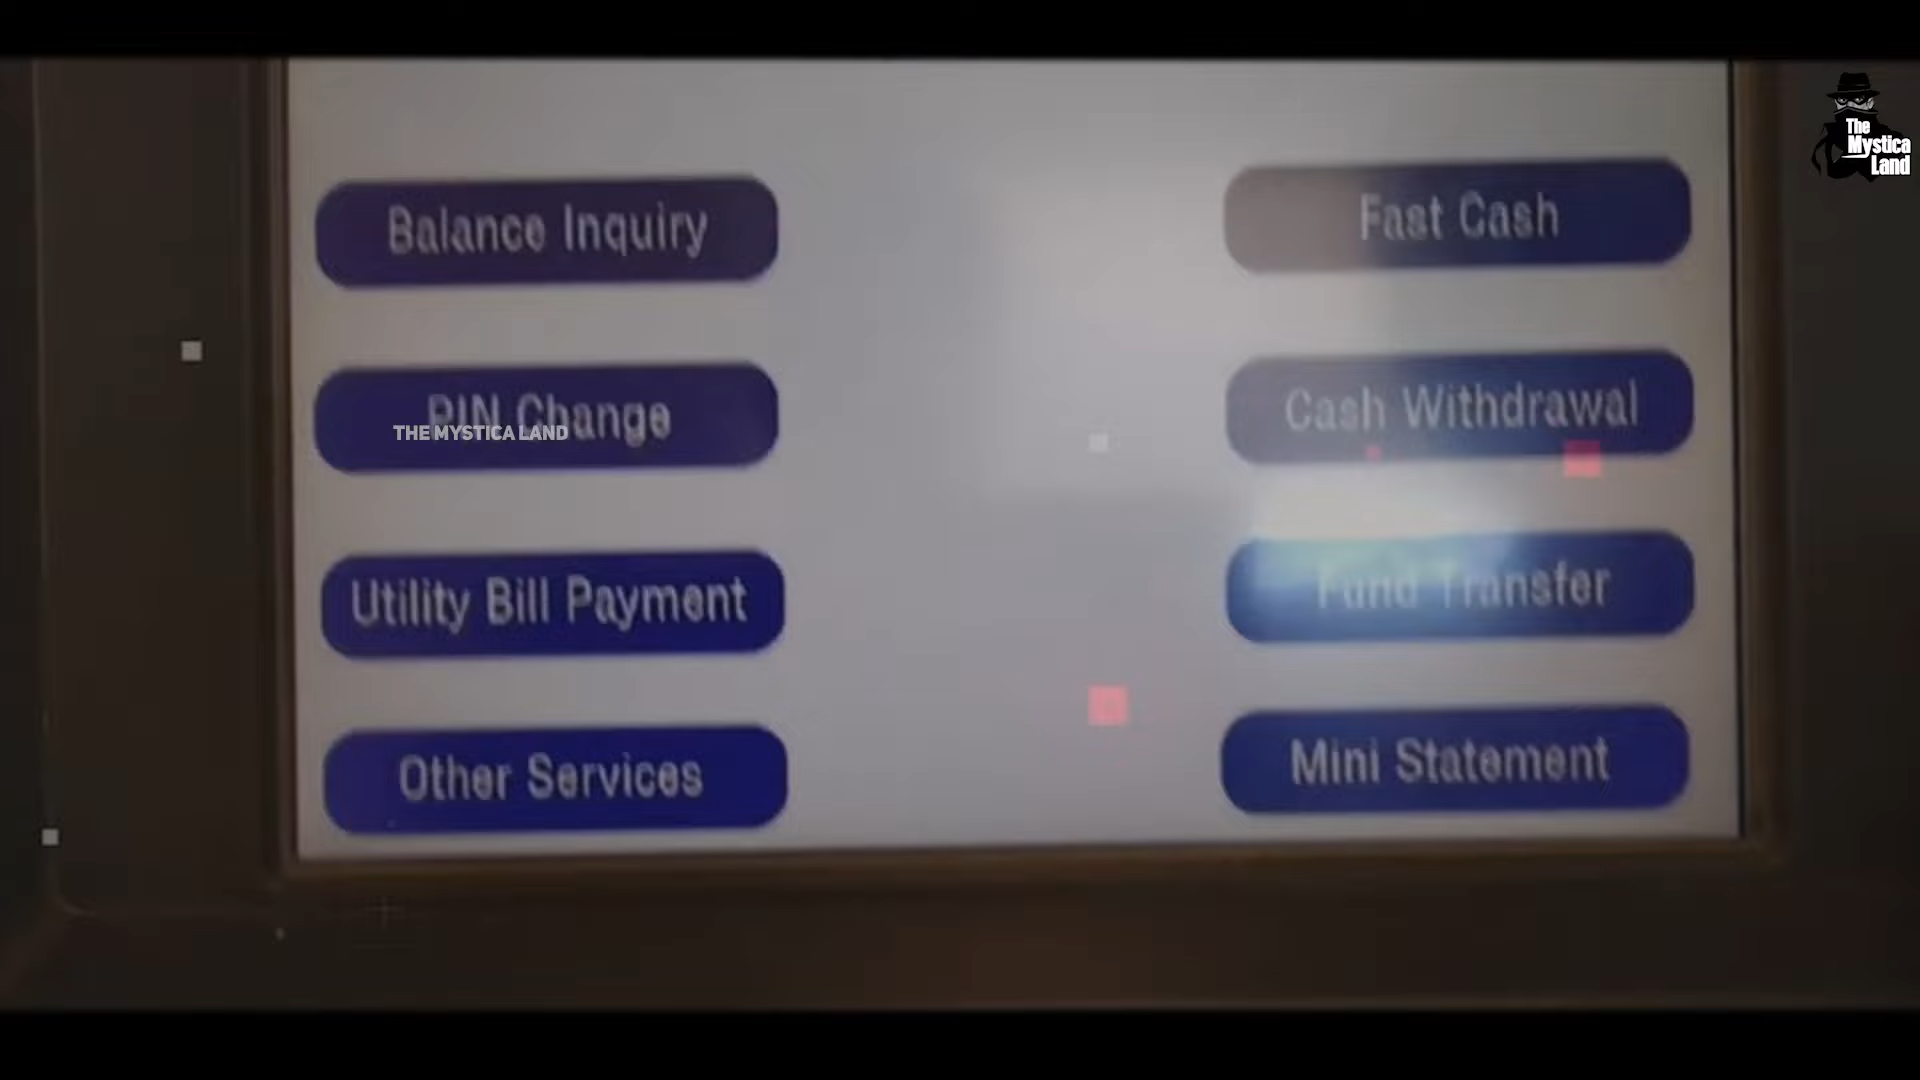 Balance Inquiry
Fast Cash
PIN Change
Cash Withdrawal
THE MYSTICA LAND
Utility Bill Payment
Fund Transfer
Other Services
Mini Statement
The
Mystica
Land